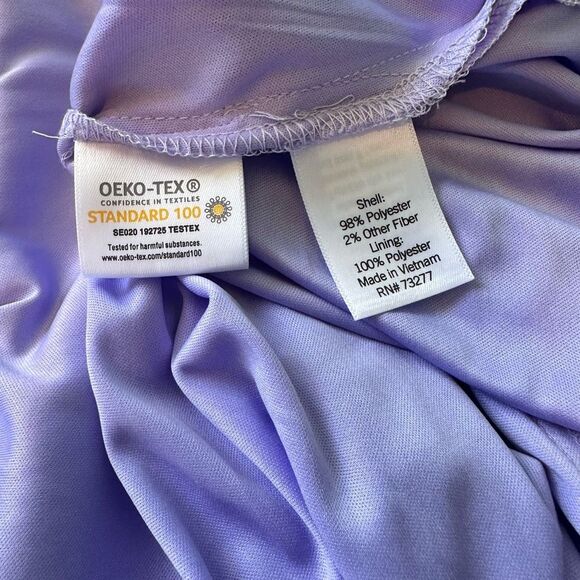 OEKO-TEX®
CONFIDENCE IN TEXTILES
STANDARD 100
SE020 192725 TESTEX
Tested for harmful substances.
www.oeko-tex.com/standard100
Shell:
98% Polyester
2% Other Fiber
Lining:
100% Polyester
Made in Vietnam
RN# 73277